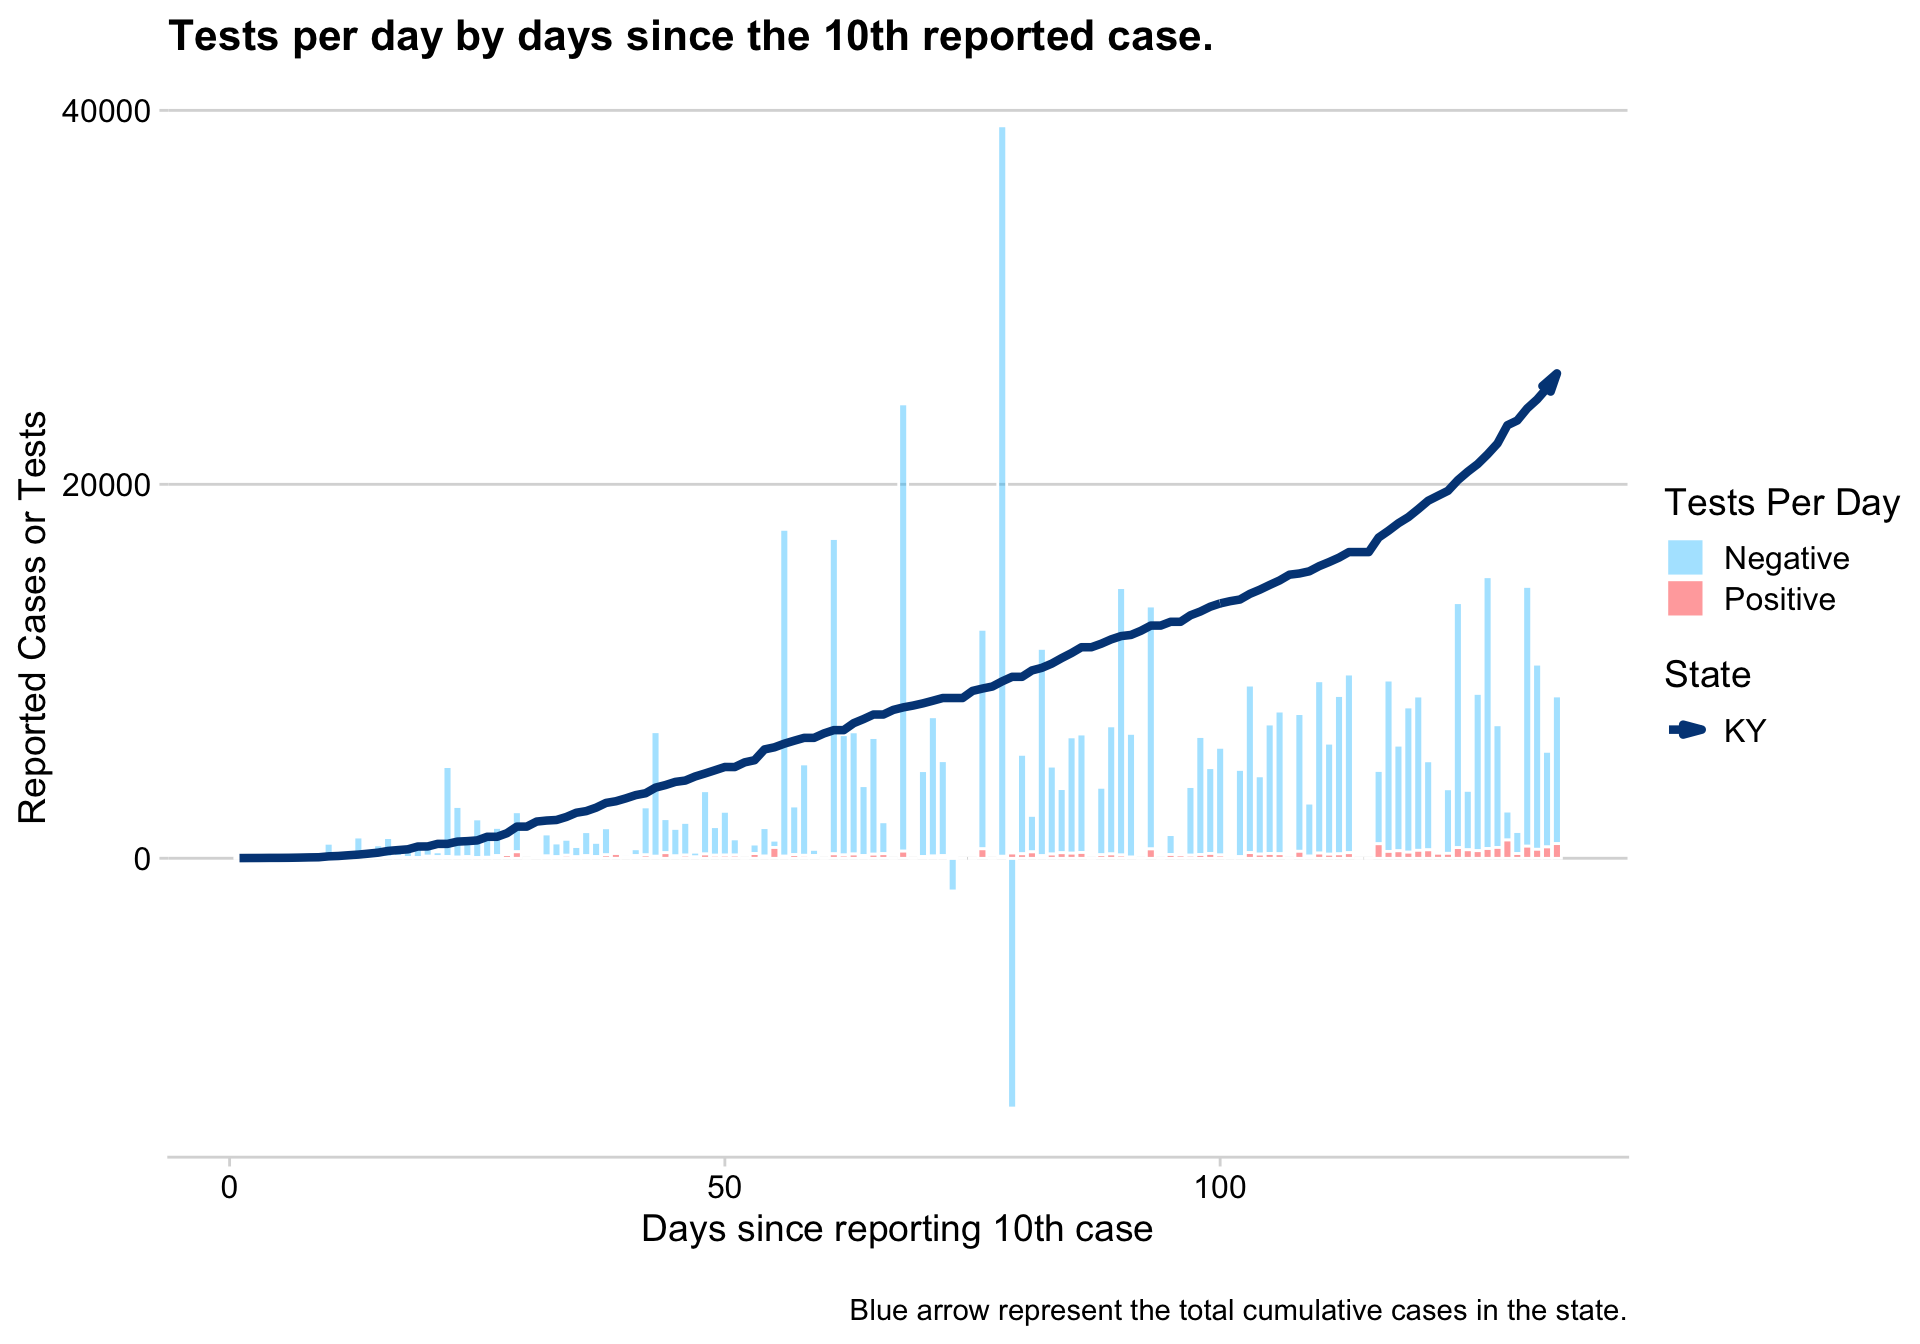 Tests per day by days since the 10th reported case.
40000
20000
0
Reported Cases or Tests
0
50
100
Days since reporting 10th case
Tests Per Day
Negative
Positive
State
KY
Blue arrow represent the total cumulative cases in the state.